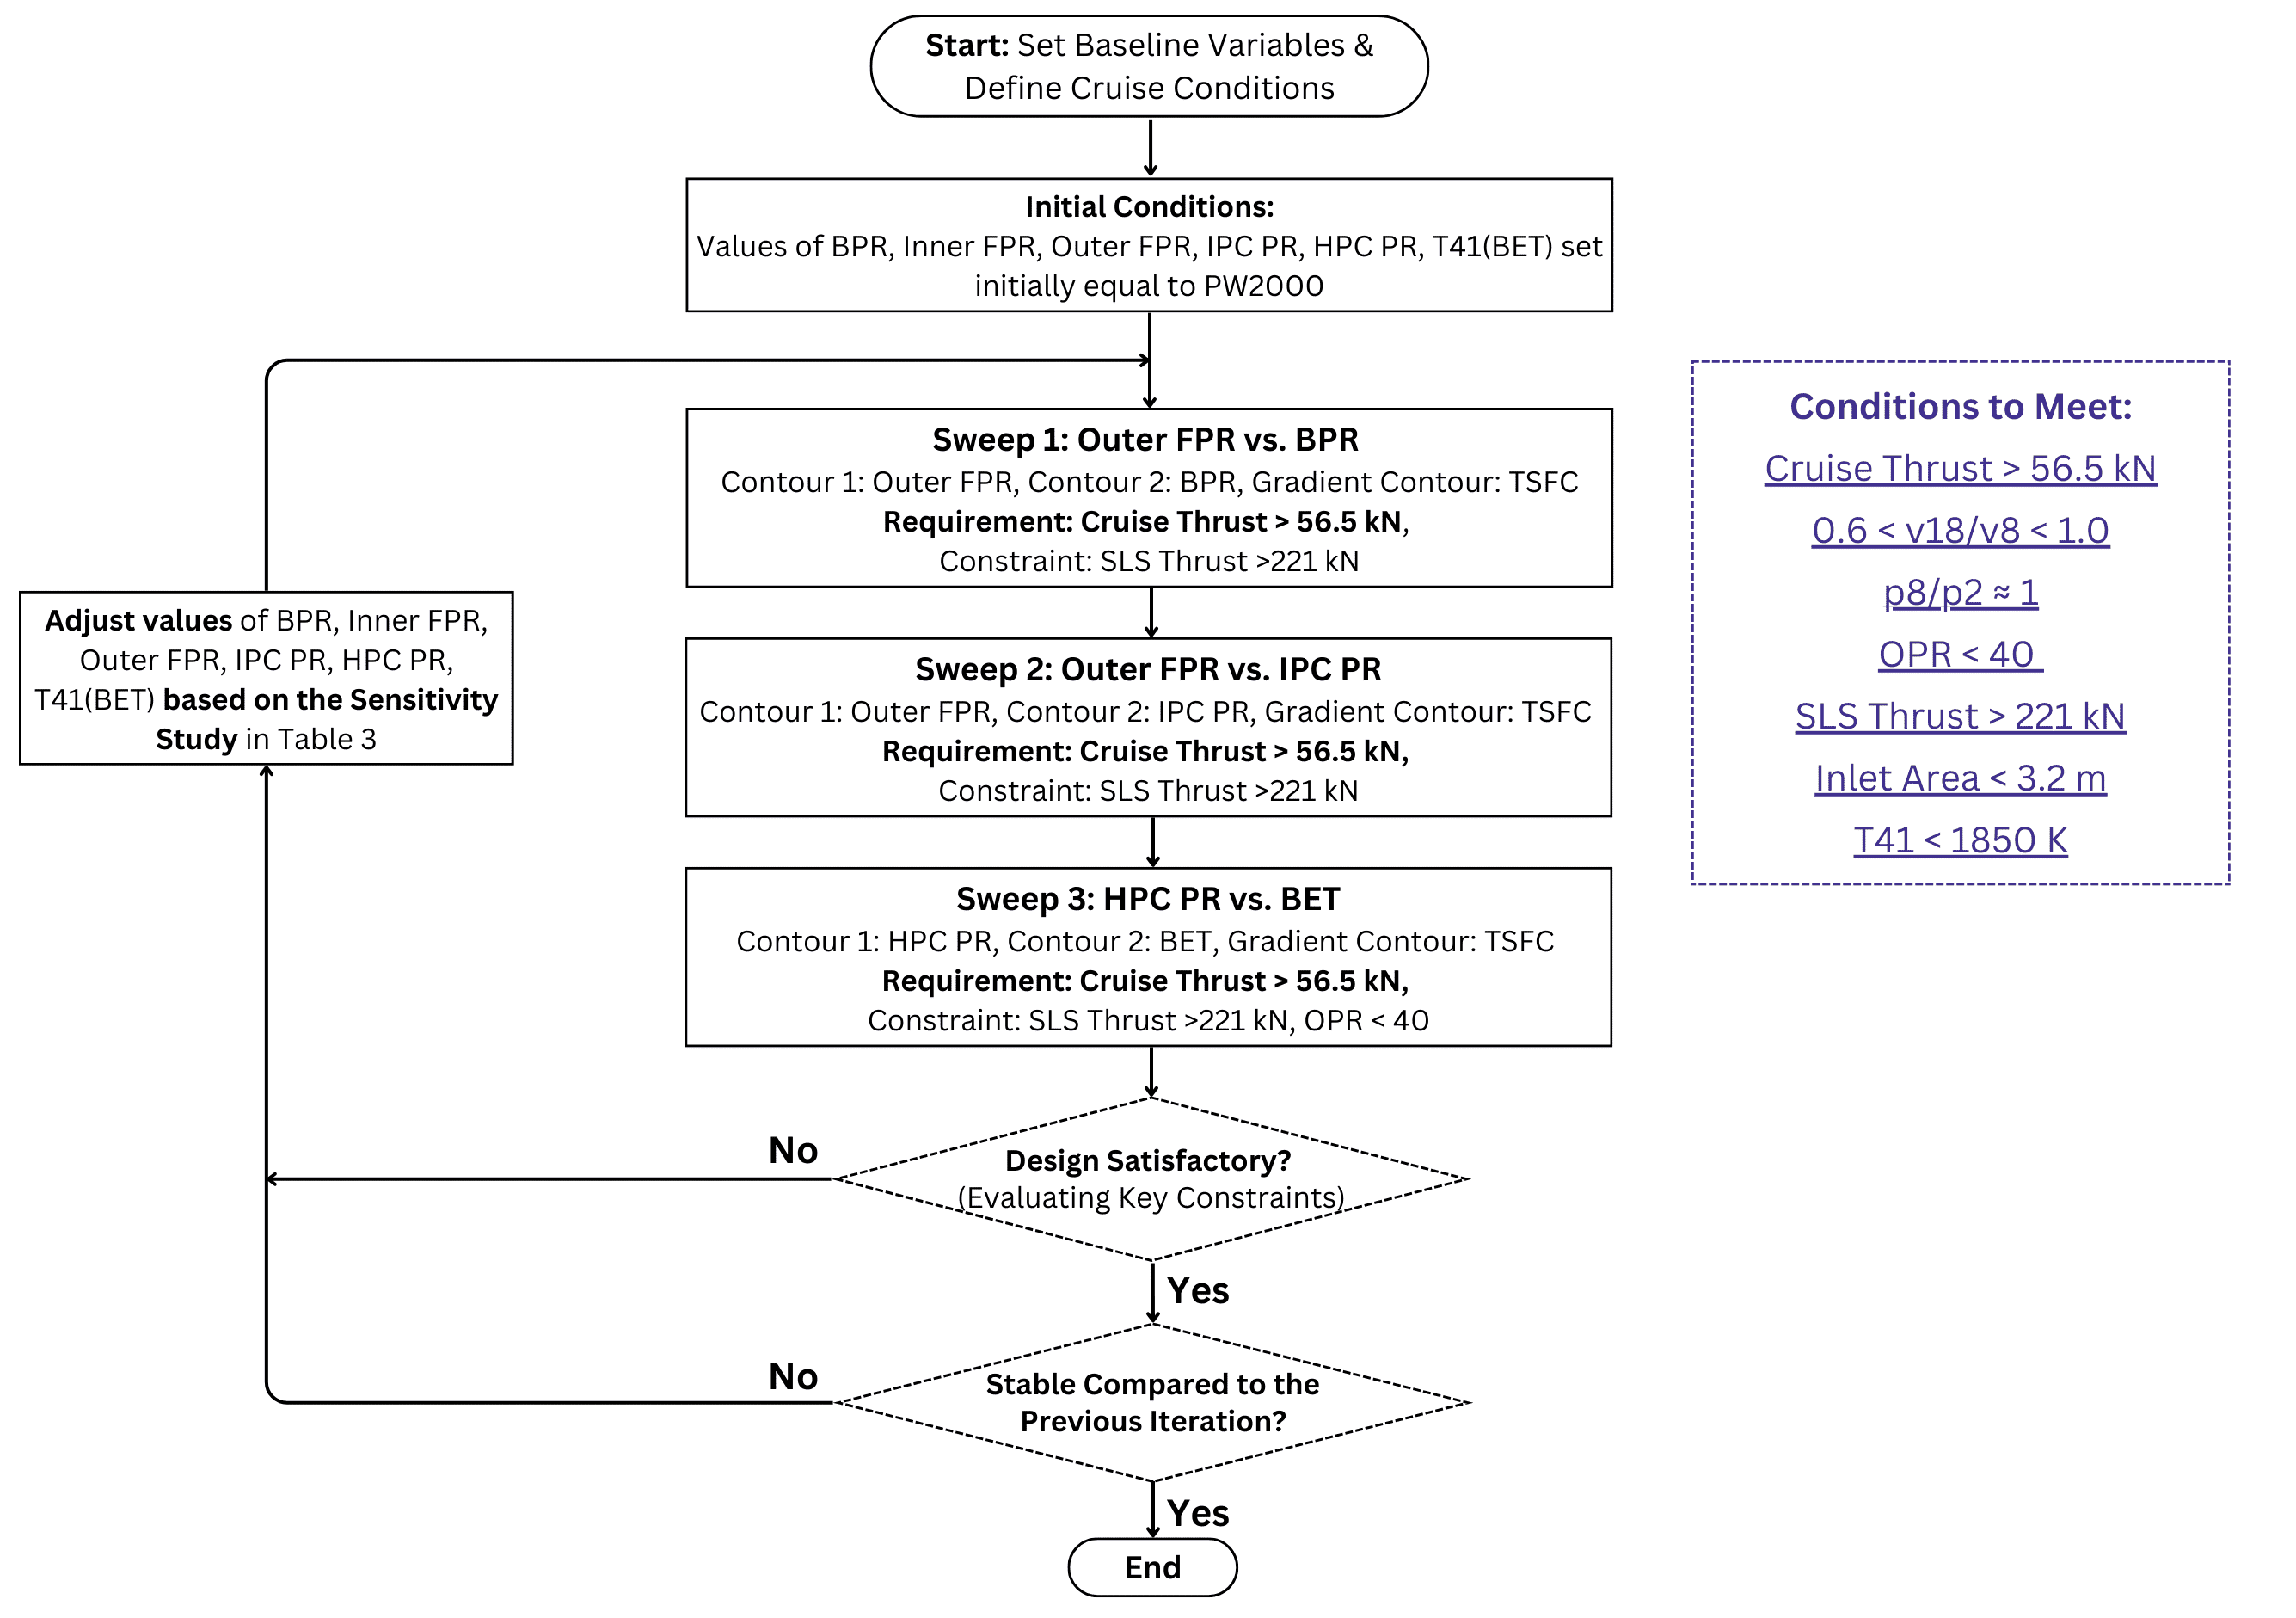 Start: Set Baseline Variables &
Define Cruise Conditions
Initial Conditions:
Values of BPR, Inner FPR, Outer FPR, IPC PR, HPC PR, T41(BET) set
initially equal to PW2000
Sweep 1: Outer FPR vs. BPR
Contour 1: Outer FPR, Contour 2: BPR, Gradient Contour: TSFC
Requirement: Cruise Thrust > 56.5 kN,
Constraint: SLS Thrust >221 kN
Sweep 2: Outer FPR vs. IPC PR
Contour 1: Outer FPR, Contour 2: IPC PR, Gradient Contour: TSFC
Requirement: Cruise Thrust > 56.5 kN,
Constraint: SLS Thrust >221 kN
Sweep 3: HPC PR vs. BET
Contour 1: HPC PR, Contour 2: BET, Gradient Contour: TSFC
Requirement: Cruise Thrust > 56.5 kN,
Constraint: SLS Thrust >221 kN, OPR < 40
Adjust values of BPR, Inner FPR,
Outer FPR, IPC PR, HPC PR,
T41(BET) based on the Sensitivity
Study in Table 3
Conditions to Meet:
Cruise Thrust > 56.5 kN
0.6 < v18/v8 < 1.0
p8/p2 ≈ 1
OPR < 40
SLS Thrust > 221 kN
Inlet Area < 3.2 m
T41 < 1850 K
No
Design Satisfactory?
(Evaluating Key Constraints)
Yes
No
Stable Compared to the
Previous Iteration?
Yes
End